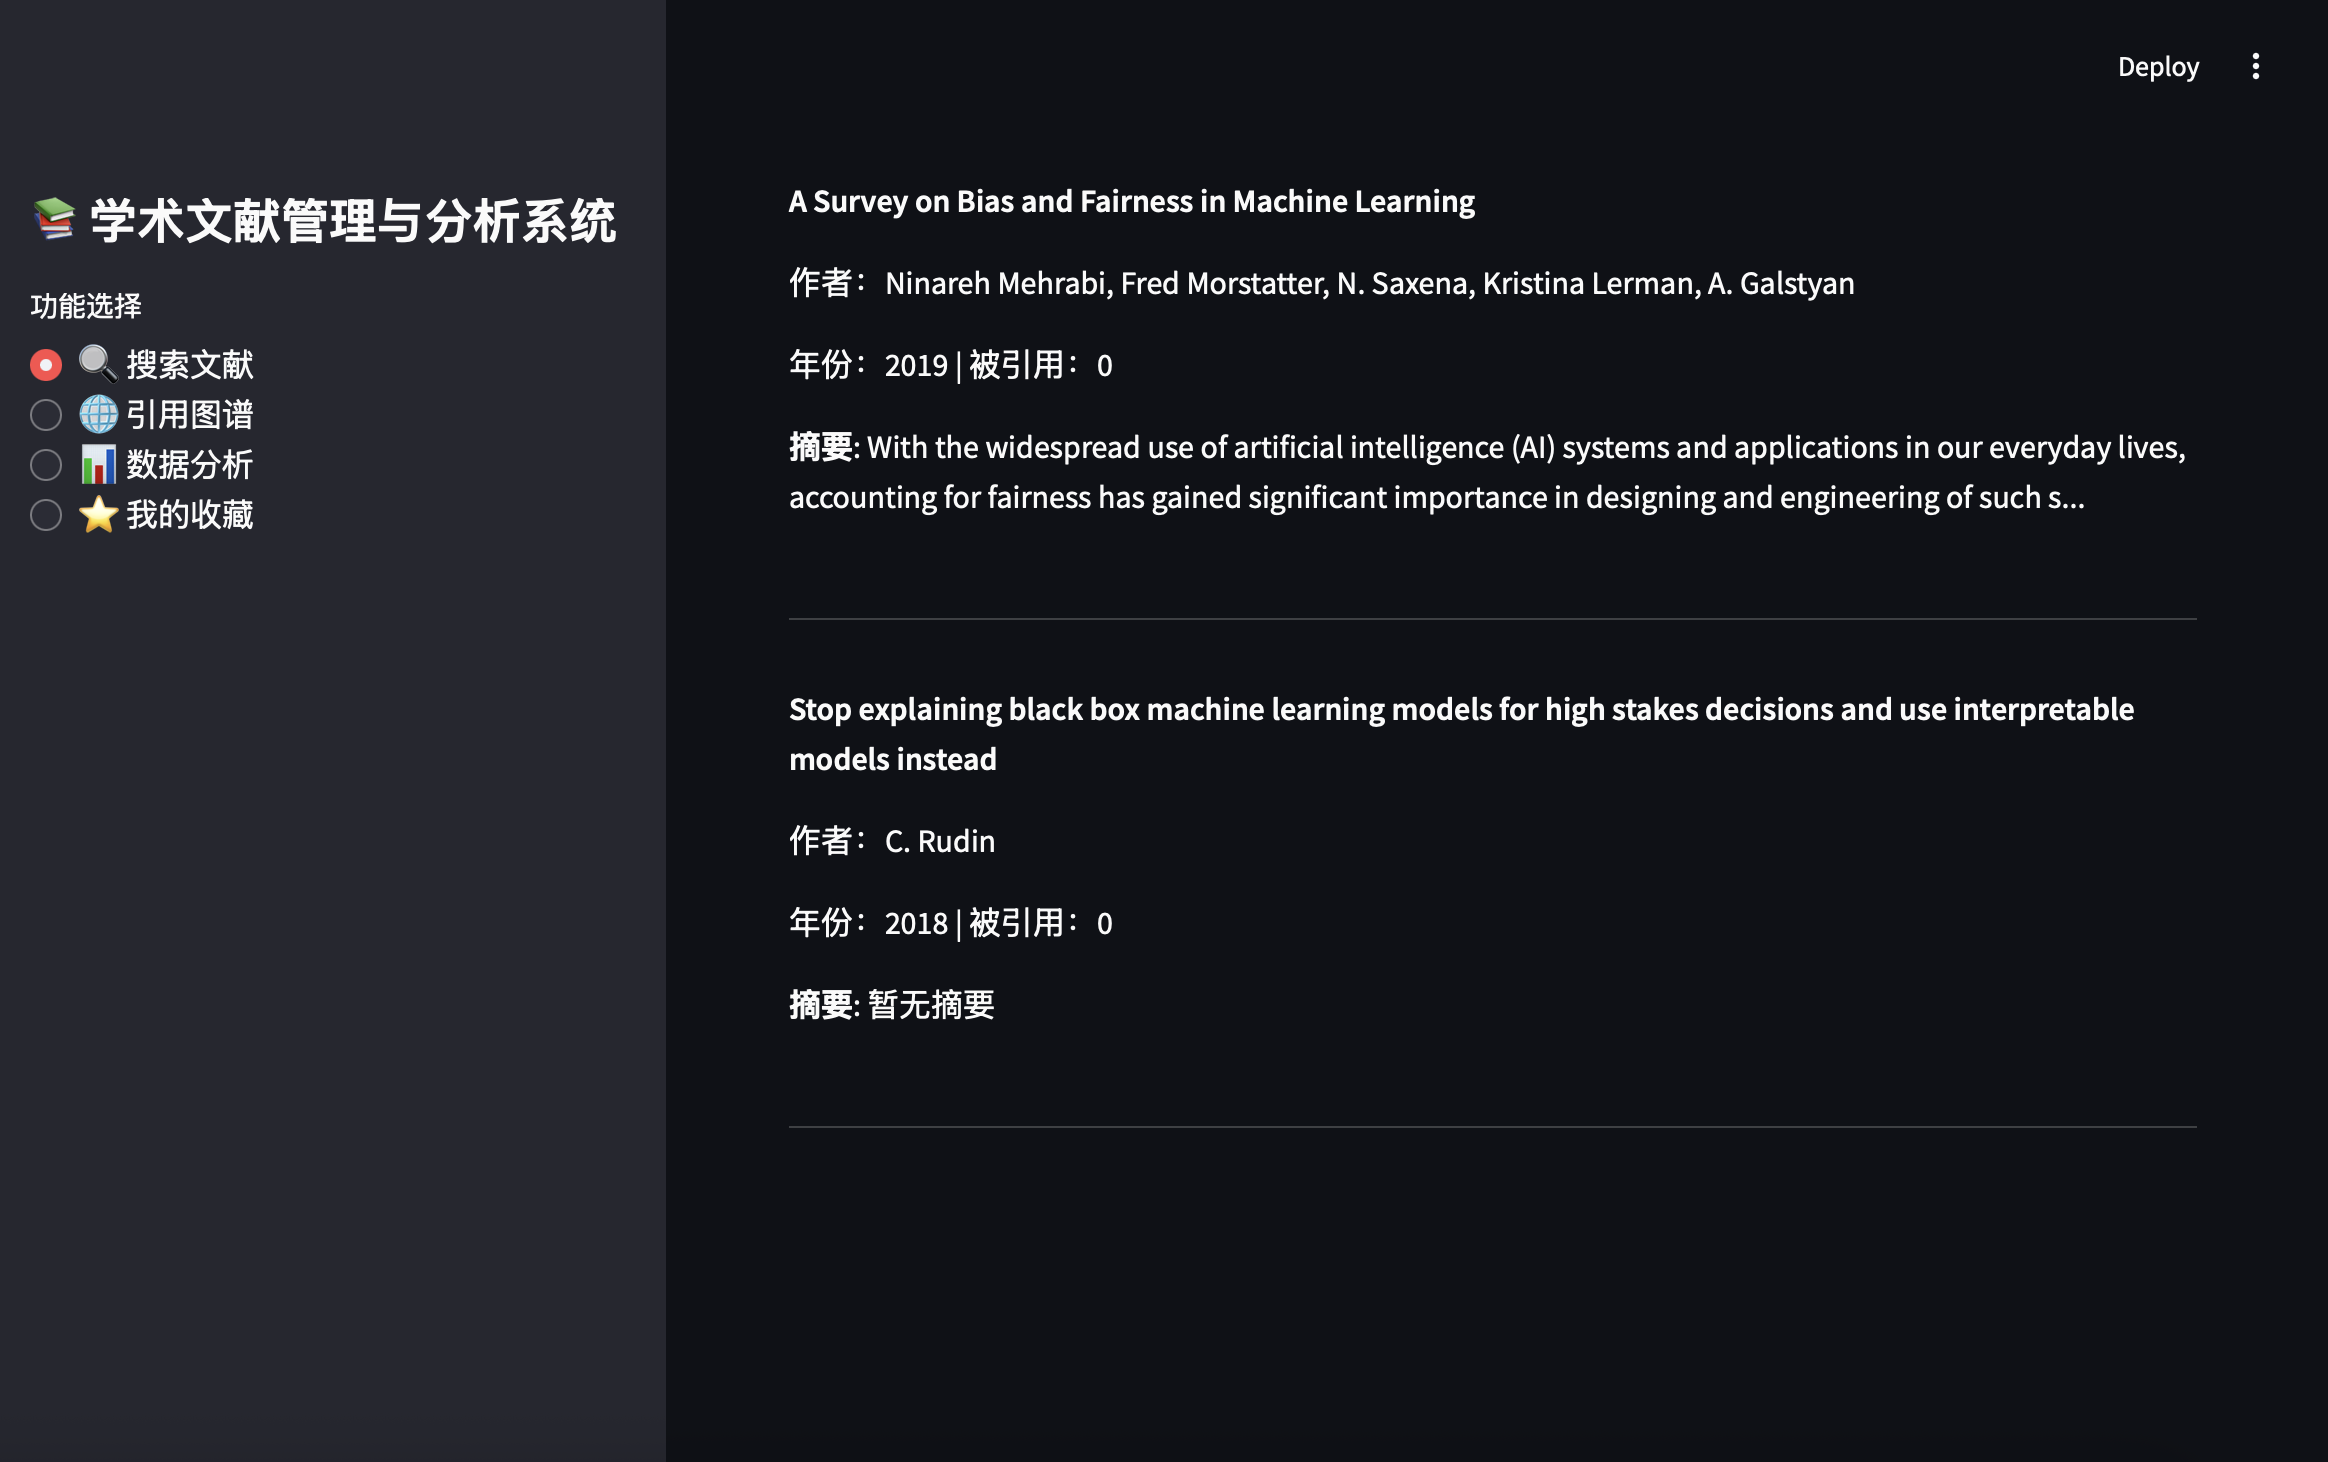 Deploy
📚 学术文献管理与分析系统
功能选择
🔍 搜索文献
🌐 引用图谱
📊 数据分析
⭐ 我的收藏
A Survey on Bias and Fairness in Machine Learning
作者：Ninareh Mehrabi, Fred Morstatter, N. Saxena, Kristina Lerman, A. Galstyan
年份：2019 | 被引用：0
摘要: With the widespread use of artificial intelligence (AI) systems and applications in our everyday lives,
accounting for fairness has gained significant importance in designing and engineering of such s...
Stop explaining black box machine learning models for high stakes decisions and use interpretable
models instead
作者：C. Rudin
年份：2018 | 被引用：0
摘要: 暂无摘要